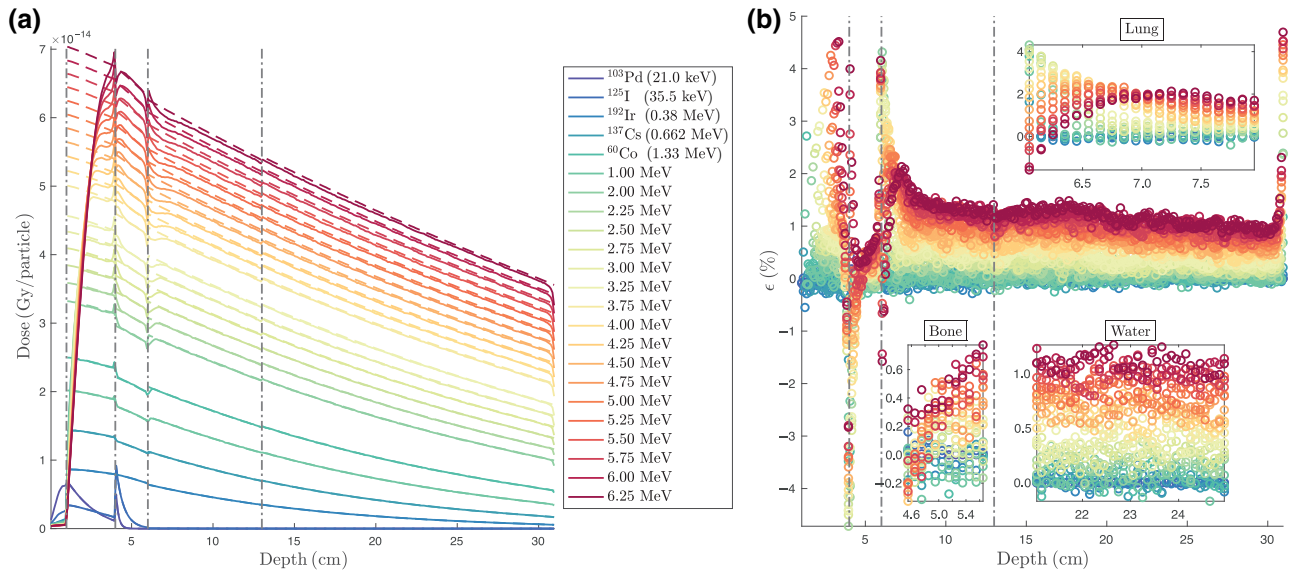 (a)
×10⁻¹⁴
7
6
5
4
3
2
1
0
Dose (Gy/particle)
5
10
15
20
25
30
Depth (cm)
¹⁰³Pd (21.0 keV)
¹²⁵I (35.5 keV)
¹⁹²Ir (0.38 MeV)
¹³⁷Cs (0.662 MeV)
⁶⁰Co (1.33 MeV)
1.00 MeV
2.00 MeV
2.25 MeV
2.50 MeV
2.75 MeV
3.00 MeV
3.25 MeV
3.75 MeV
4.00 MeV
4.25 MeV
4.50 MeV
4.75 MeV
5.00 MeV
5.25 MeV
5.50 MeV
5.75 MeV
6.00 MeV
6.25 MeV
(b)
5
4
3
2
1
0
−1
−2
−3
−4
ϵ (%)
5
10
15
20
25
30
Depth (cm)
Lung
4
2
0
6.5
7.0
7.5
Bone
0.6
0.4
0.2
0.0
−0.2
4.6
5.0
5.4
Water
1.0
0.5
0.0
22
23
24